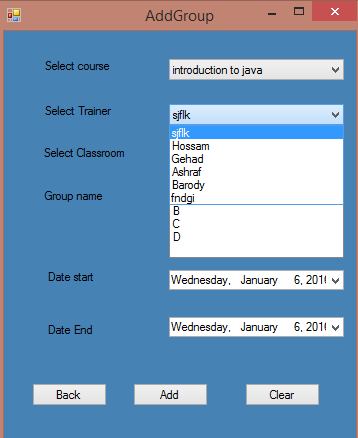 AddGroup
Select course
introduction to java
Select Trainer
sjflk
sjflk
Hossam
Select Classroom
Gehad
Ashraf
Barody
Group name
fndgi
B
C
D
Date start
Wednesday, January 6, 2016
Date End
Wednesday, January 6, 2016
Back Add Clear